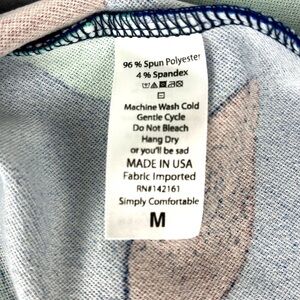 96 % Spun Polyester
4 % Spandex
Machine Wash Cold
Gentle Cycle
Do Not Bleach
Hang Dry
or you'll be sad
MADE IN USA
Fabric Imported
RN#142161
Simply Comfortable
M